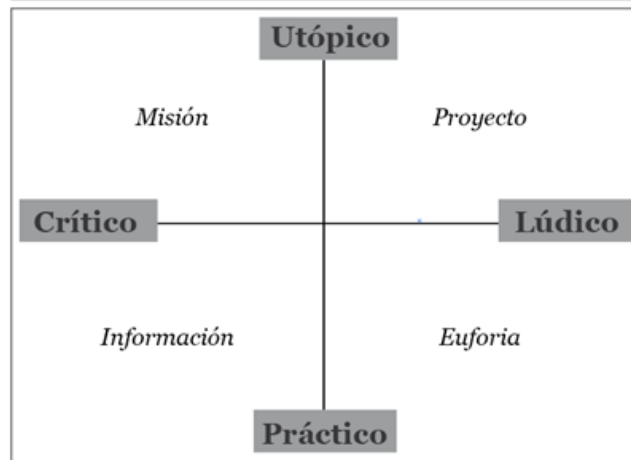 Utópico
Misión
Proyecto
Crítico
Lúdico
Información
Euforia
Práctico